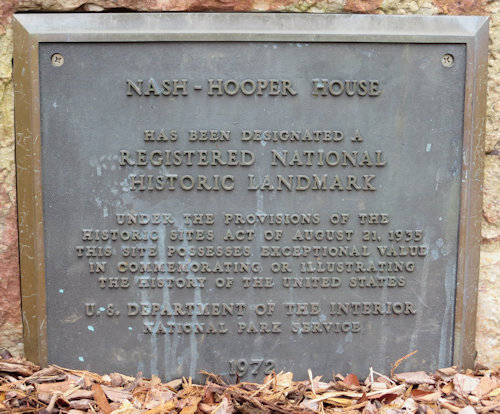 NASH-HOOPER HOUSE
HAS BEEN DESIGNATED A
REGISTERED NATIONAL
HISTORIC LANDMARK
UNDER THE PROVISIONS OF THE
HISTORIC SITES ACT OF AUGUST 21, 1935
THIS SITE POSSESSES EXCEPTIONAL VALUE
IN COMMEMORATING OR ILLUSTRATING
THE HISTORY OF THE UNITED STATES
U.S. DEPARTMENT OF THE INTERIOR
NATIONAL PARK SERVICE
1972